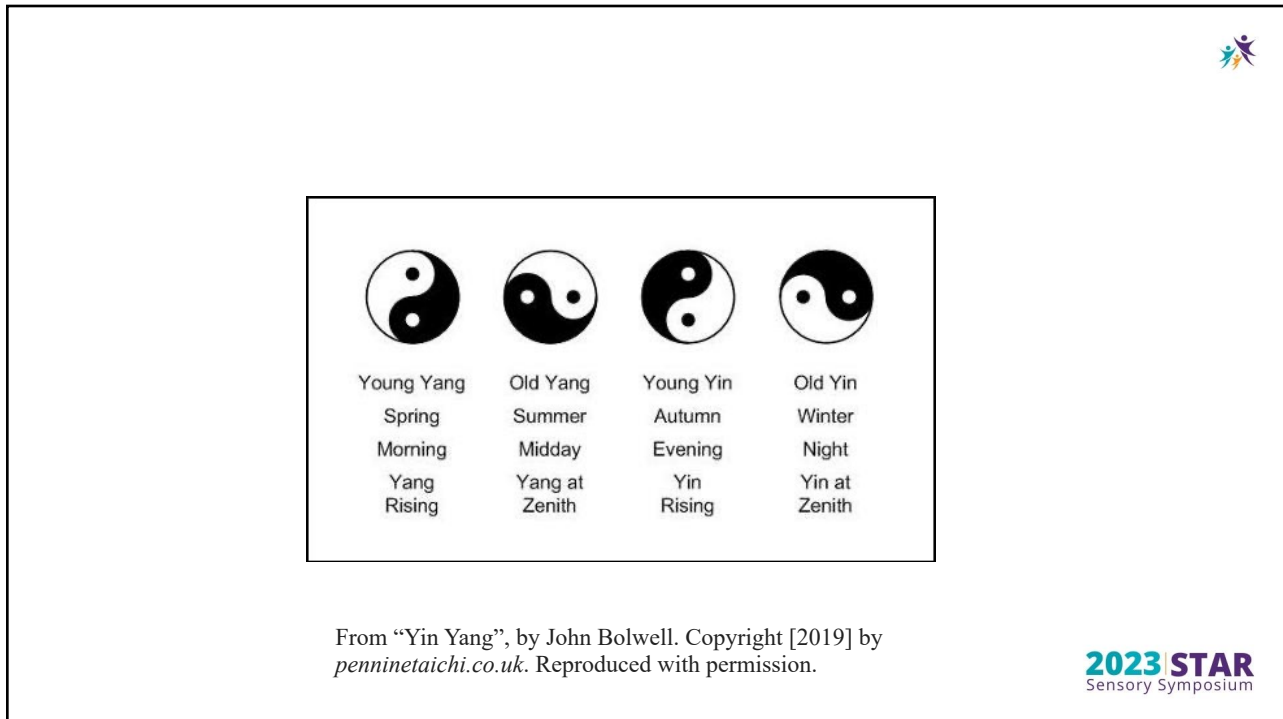 Young Yang Old Yang Young Yin Old Yin
Spring Summer Autumn Winter
Morning Midday Evening Night
Yang Yang at Yin Yin at
Rising Zenith Rising Zenith
From “Yin Yang”, by John Bolwell. Copyright [2019] by
penninetaichi.co.uk. Reproduced with permission.
2023 STAR
Sensory Symposium